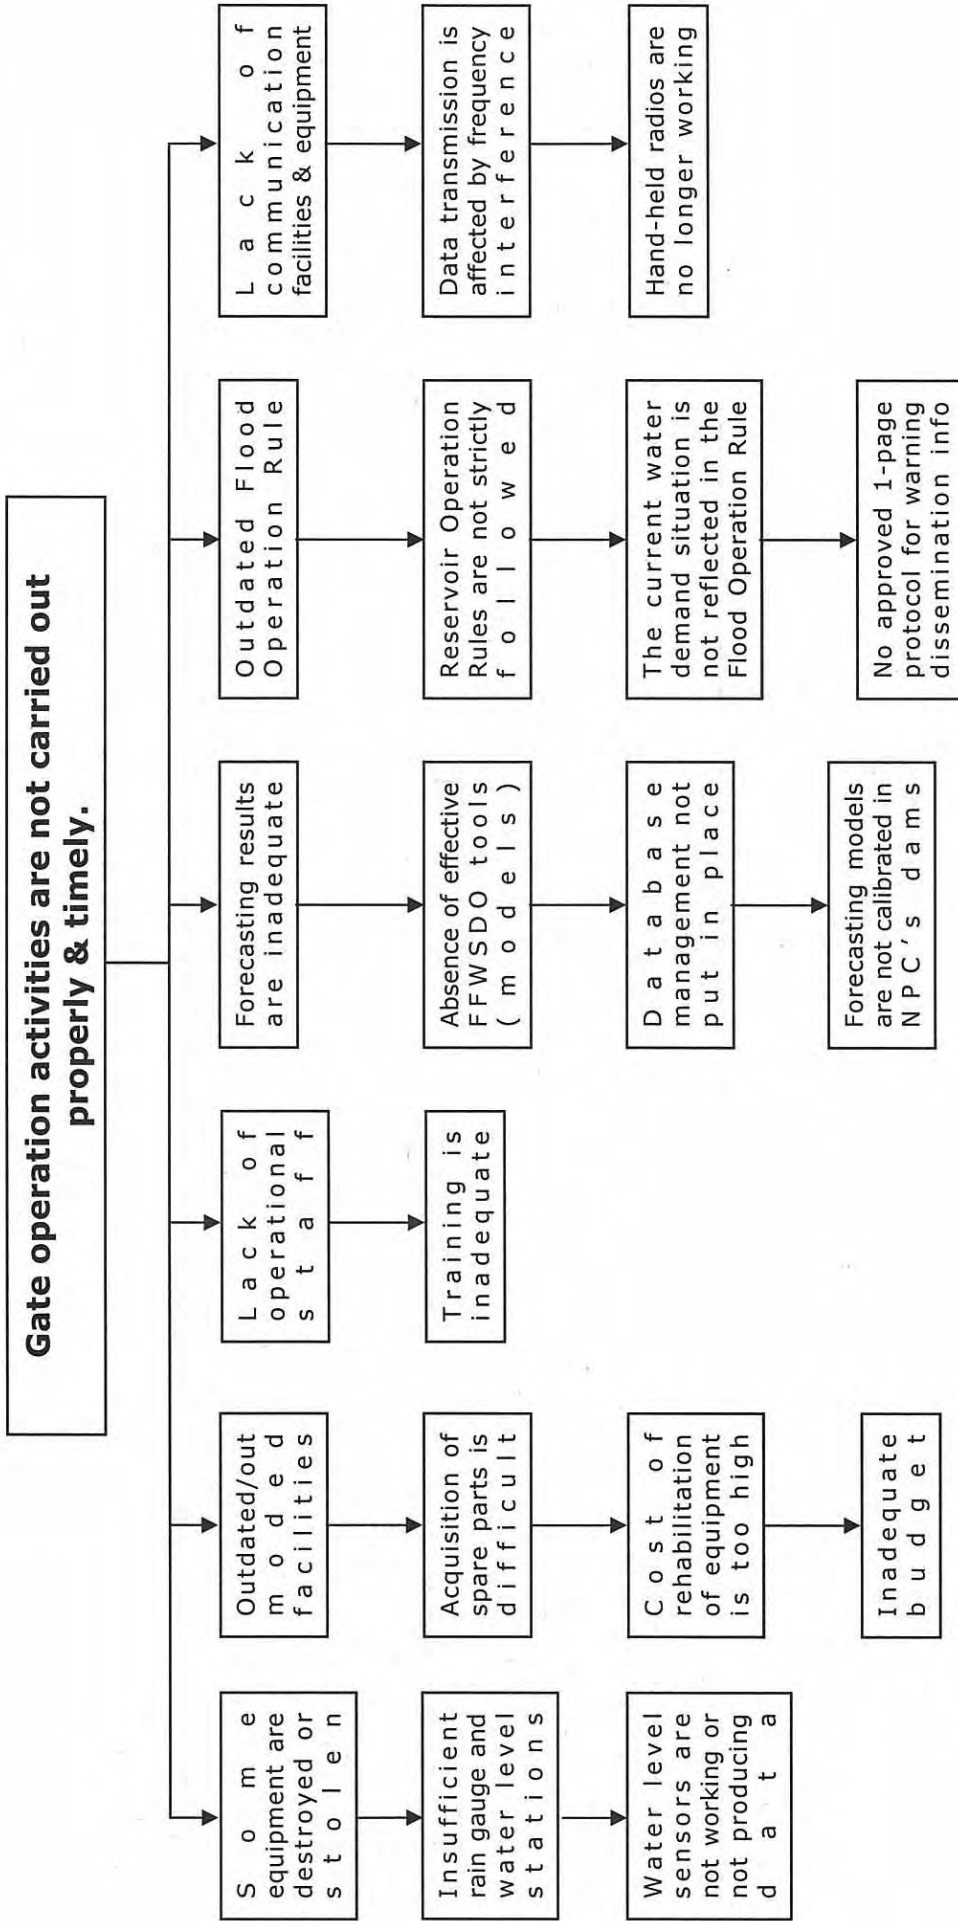 Gate operation activities are not carried out
properly & timely.
Some
equipment are
destroyed or
stolen
Insufficient
rain gauge and
water level
stations
Water level
sensors are
not working or
not producing
data
Outdated/out
moded
facilities
Acquisition of
spare parts is
difficult
Cost of
rehabilitation
of equipment
is too high
Inadequate
budget
Lack of
operational
staff
Training is
inadequate
Forecasting results
are inadequate
Absence of effective
FFWSDO tools
(models)
Database
management not
put in place
Forecasting models
are not calibrated in
NPC's dams
Outdated Flood
Operation Rule
Reservoir Operation
Rules are not strictly
followed
The current water
demand situation is
not reflected in the
Flood Operation Rule
No approved 1-page
protocol for warning
dissemination info
Lack of
communication
facilities & equipment
Data transmission is
affected by frequency
interference
Hand-held radios are
no longer working